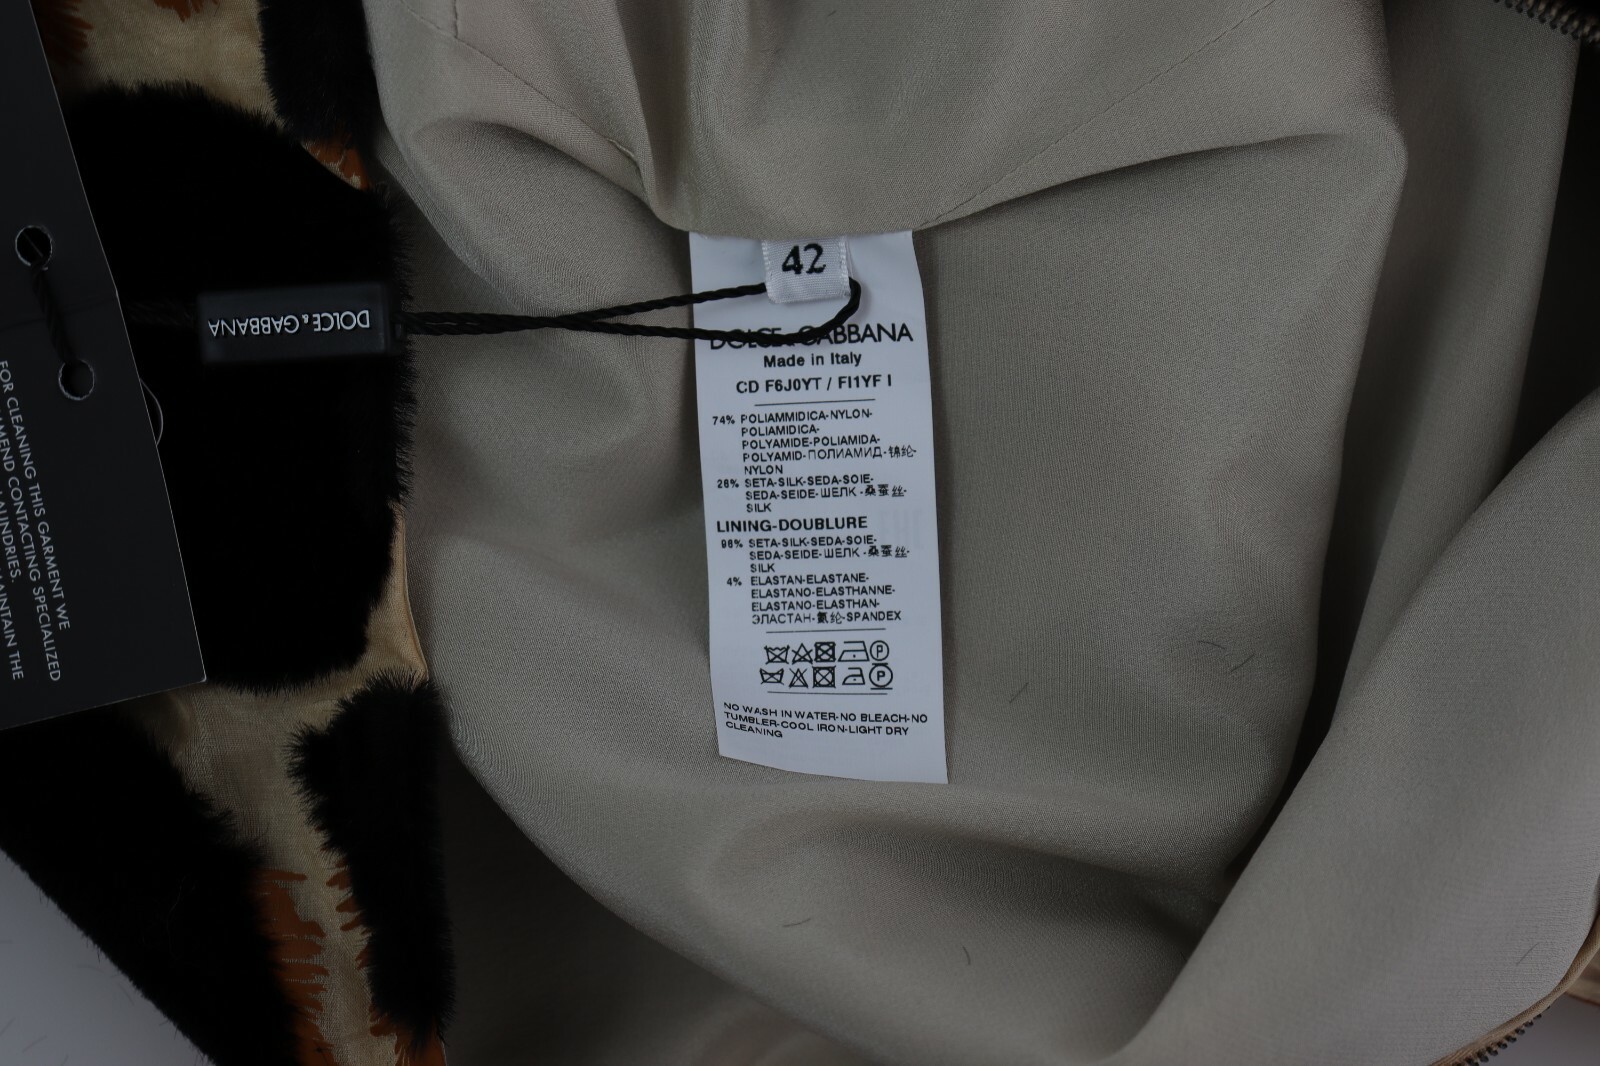 42
DOLCE & GABBANA
Made in Italy
CD F6J0YT / FI1YF I
74% POLIAMMIDICA-NYLON-
POLIAMIDICA-
POLYAMIDE-POLIAMIDA-
POLYAMID-ПОЛИАМИД-锦纶-
NYLON
26% SETA-SILK-SEDA-SOIE-
SEDA-SEIDE-ШЕЛК-桑蚕丝-
SILK
LINING-DOUBLURE
96% SETA-SILK-SEDA-SOIE-
SEDA-SEIDE-ШЕЛК-桑蚕丝-
SILK
4% ELASTAN-ELASTANE-
ELASTANO-ELASTHANNE-
ELASTANO-ELASTHAN-
ЭЛАСТАН-氨纶-SPANDEX
P
P
NO WASH IN WATER-NO BLEACH-NO
TUMBLER-COOL IRON-LIGHT DRY
CLEANING
DOLCE & GABBANA
FOR CLEANING THIS GARMENT WE
MEND CONTACTING SPECIALIZED
LAUNDRIES.
MAINTAIN THE